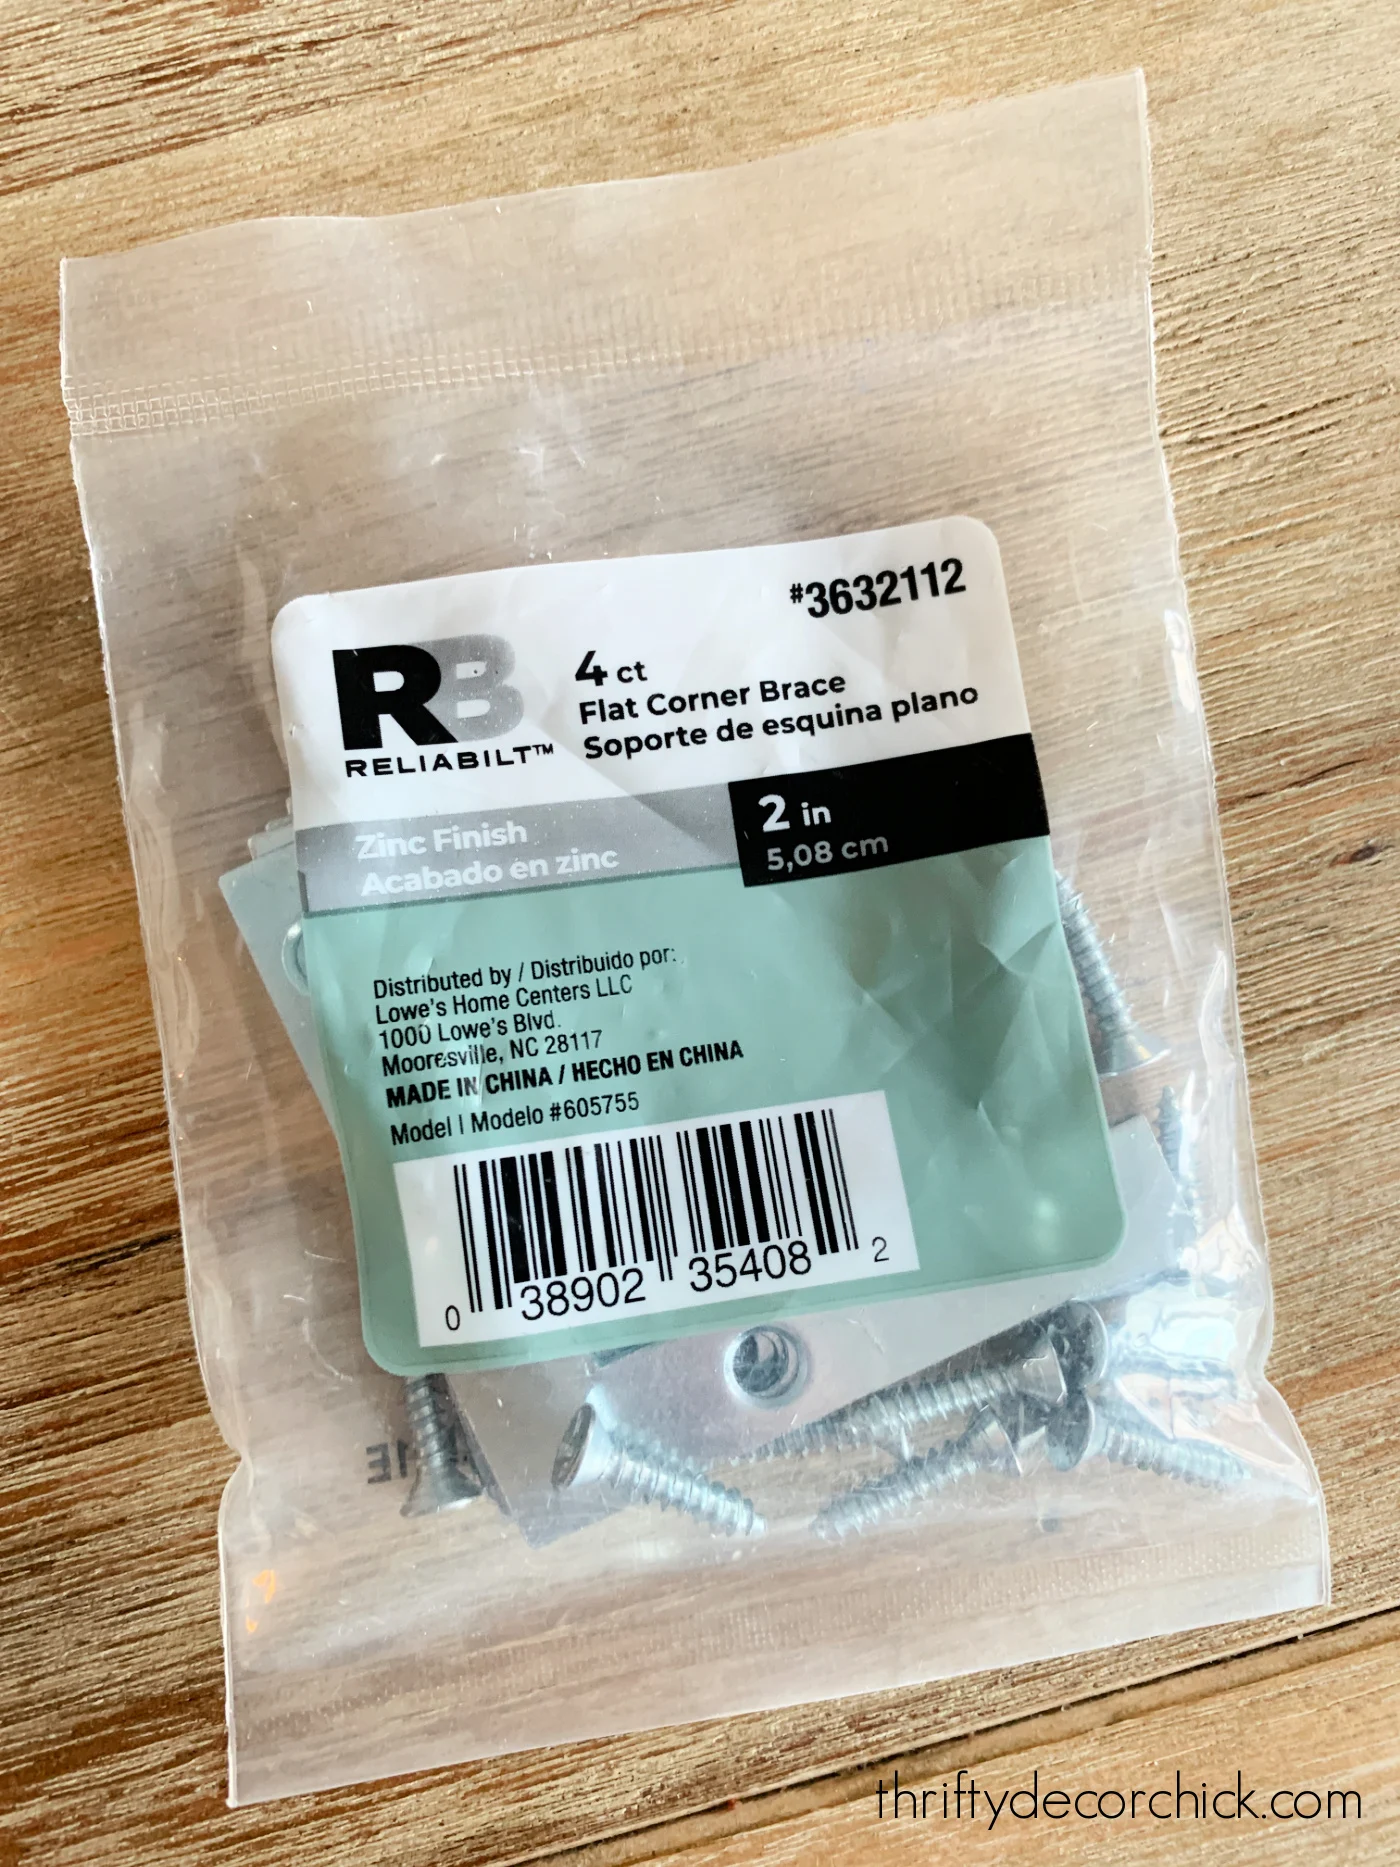 #3632112
RB
RELIABILT™
4 ct
Flat Corner Brace
Soporte de esquina plano
Zinc Finish
Acabado en zinc
2 in
5,08 cm
Distributed by / Distribuido por:
Lowe's Home Centers LLC
1000 Lowe's Blvd.
Mooresville, NC 28117
MADE IN CHINA / HECHO EN CHINA
Model | Modelo #605755
0 38902 35408 2
thriftydecorchick.com